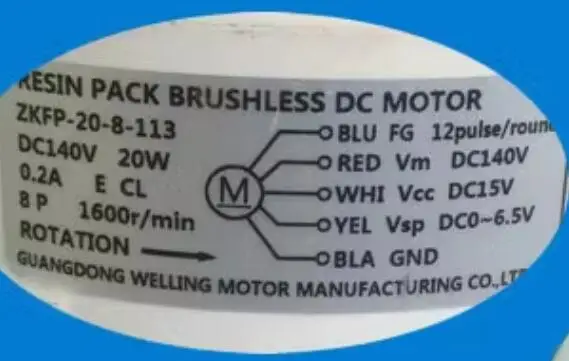 RESIN PACK BRUSHLESS DC MOTOR
ZKFP-20-8-113
DC140V 20W
0.2A E CL
8 P 1600r/min
ROTATION
M
BLU FG 12pulse/round
RED Vm DC140V
WHI Vcc DC15V
YEL Vsp DC0~6.5V
BLA GND
GUANGDONG WELLING MOTOR MANUFACTURING CO.,LT